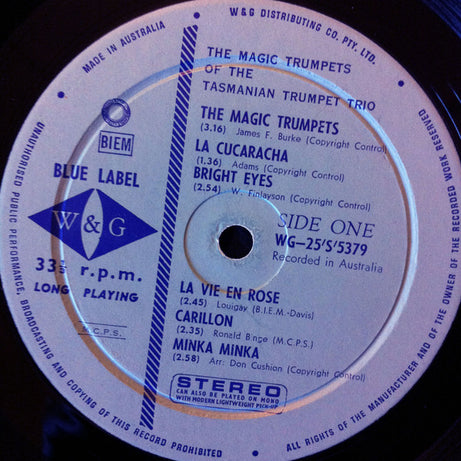 W & G DISTRIBUTING CO. PTY. LTD.
MADE IN AUSTRALIA
THE MAGIC TRUMPETS
OF THE
TASMANIAN TRUMPET TRIO
THE MAGIC TRUMPETS
(3.16) James F. Burke (Copyright Control)
LA CUCARACHA
(1.36) Adams (Copyright Control)
BRIGHT EYES
(2.54) W. Finlayson (Copyright Control)
BIEM
BLUE LABEL
W&G
33⅓ r.p.m.
LONG PLAYING
M.C.P.S.
SIDE ONE
WG—25/S/5379
Recorded in Australia
LA VIE EN ROSE
(2.45) Louigay (B.I.E.M.-Davis)
CARILLON
(2.35) Ronald Binge (M.C.P.S.)
MINKA MINKA
(2.58) Arr: Don Cushion (Copyright Control)
STEREO
CAN ALSO BE PLAYED ON MONO
WITH MODERN LIGHTWEIGHT PICK-UP
UNAUTHORISED PUBLIC PERFORMANCE, BROADCASTING AND COPYING OF THIS RECORD PROHIBITED
ALL RIGHTS OF THE MANUFACTURER AND OF THE OWNER OF THE RECORDED WORK RESERVED